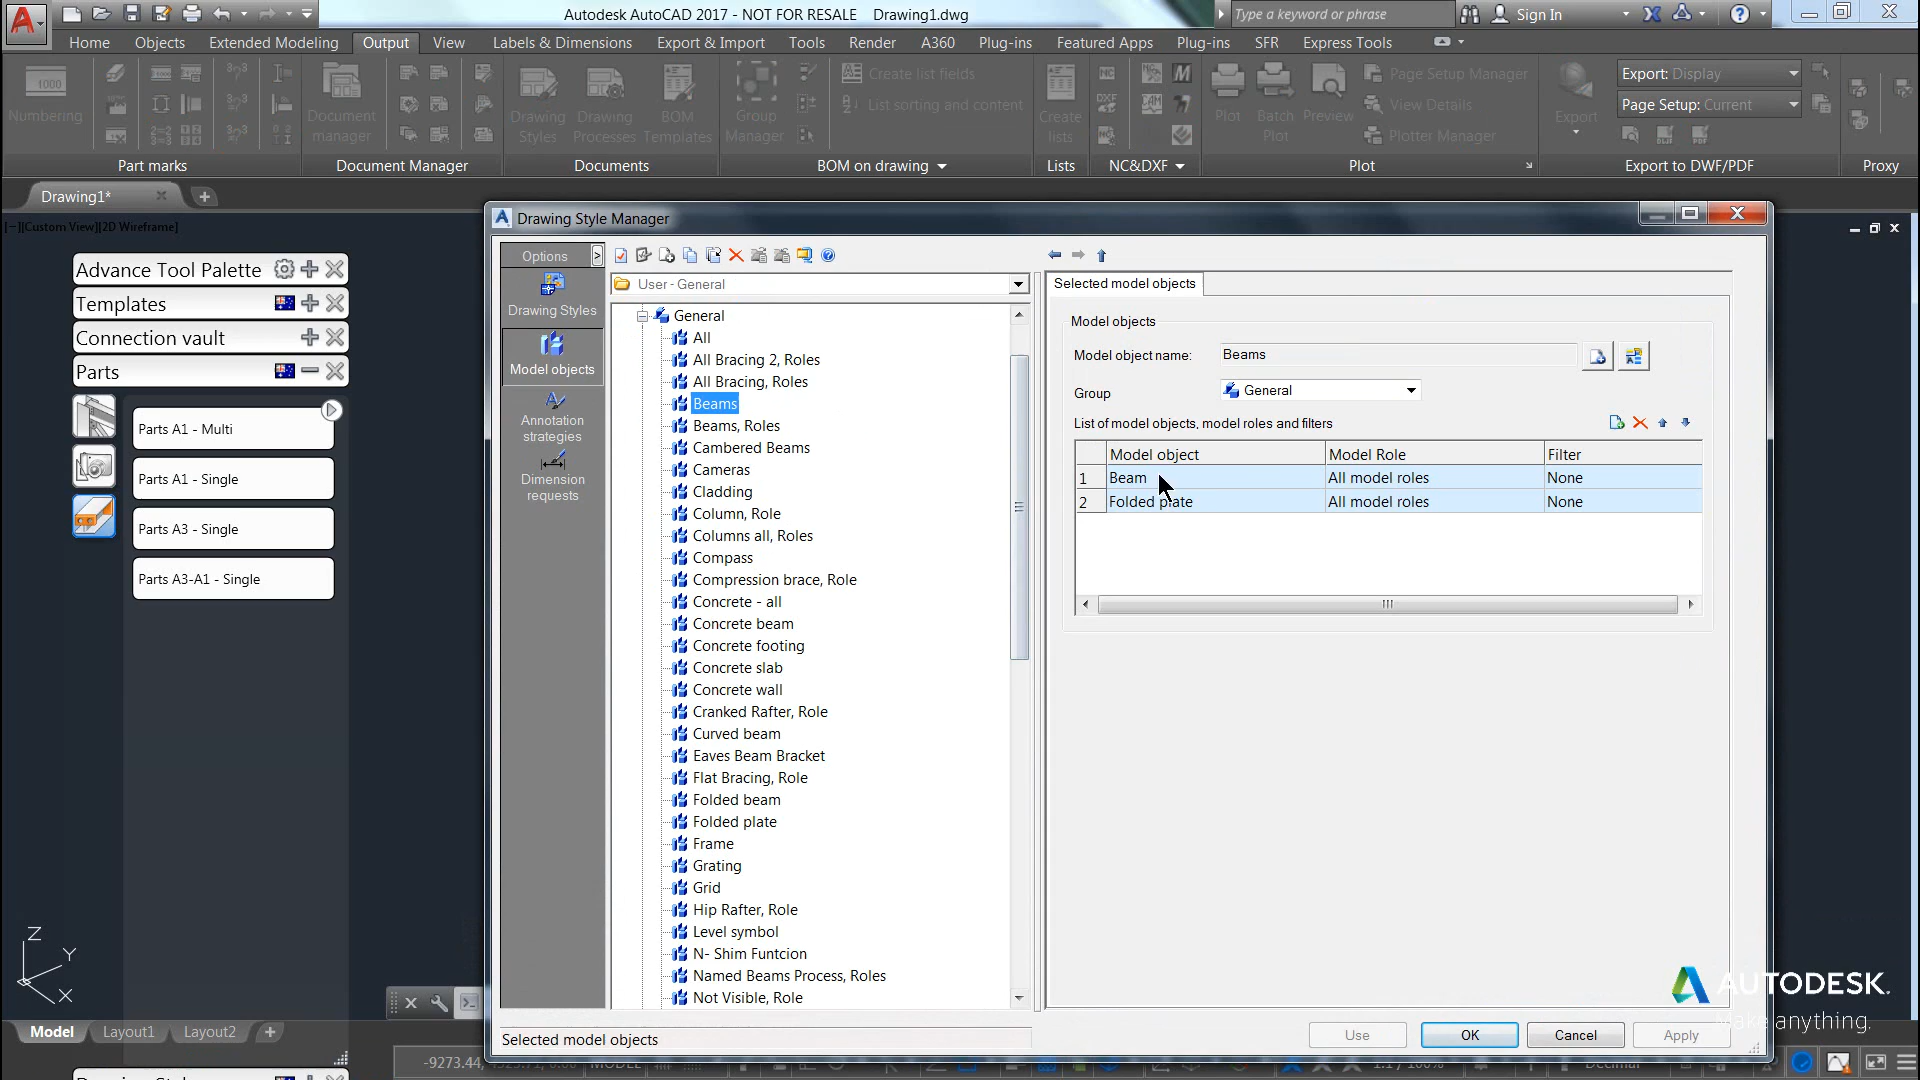 Autodesk AutoCAD 2017 - NOT FOR RESALE Drawing1.dwg
Type a keyword or phrase
Sign In
Home Objects Extended Modeling Output View Labels & Dimensions Export & Import Tools Render A360 Plug-ins Featured Apps Plug-ins SFR Express Tools
Numbering
Document manager
Drawing Styles
Drawing Processes
BOM Templates
Group Manager
Create list fields
List sorting and content
Create lists
Plot
Batch Plot
Preview
Page Setup Manager
View Details
Plotter Manager
Export
Export: Display
Page Setup: Current
Part marks
Document Manager
Documents
BOM on drawing
Lists
NC&DXF
Plot
Export to DWF/PDF
Proxy
Drawing1*
[−][Custom View][2D Wireframe]
Advance Tool Palette
Templates
Connection vault
Parts
Parts A1 - Multi
Parts A1 - Single
Parts A3 - Single
Parts A3-A1 - Single
Drawing Style Manager
Options
Drawing Styles
Model objects
Annotation strategies
Dimension requests
User - General
General
All
All Bracing 2, Roles
All Bracing, Roles
Beams
Beams, Roles
Cambered Beams
Cameras
Cladding
Column, Role
Columns all, Roles
Compass
Compression brace, Role
Concrete - all
Concrete beam
Concrete footing
Concrete slab
Concrete wall
Cranked Rafter, Role
Curved beam
Eaves Beam Bracket
Flat Bracing, Role
Folded beam
Folded plate
Frame
Grating
Grid
Hip Rafter, Role
Level symbol
N- Shim Funtcion
Named Beams Process, Roles
Not Visible, Role
Selected model objects
Model objects
Model object name: Beams
Group General
List of model objects, model roles and filters
Model object Model Role Filter
1 Beam All model roles None
2 Folded plate All model roles None
Selected model objects
Use OK Cancel Apply
AUTODESK.
Make anything.
Z
Y
X
Model Layout1 Layout2
-9273.44,
MODEL
Decimal